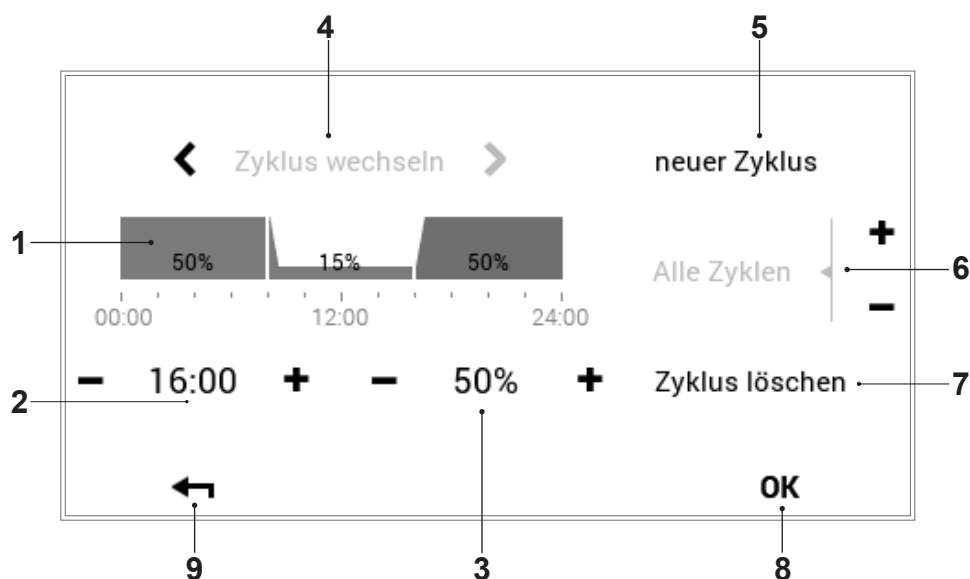 4 5
Zyklus wechseln neuer Zyklus
1
50% 15% 50%
Alle Zyklen + 6
00:00 12:00 24:00 −
− 16:00 + − 50% + Zyklus löschen 7
2
OK
9 3 8